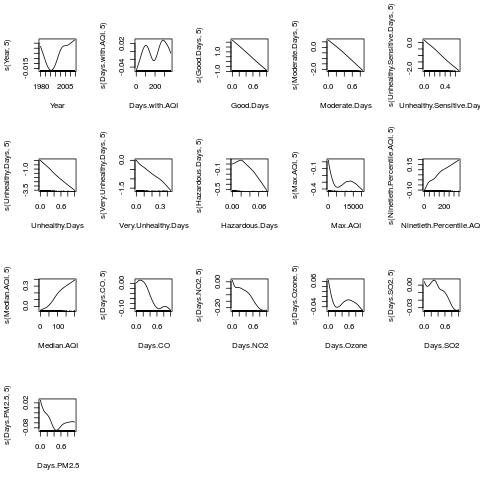 s(Year, 5)
-0.015
1980 2005
Year
s(Days.with.AQI, 5)
-0.04 0.02
0 200
Days.with.AQI
s(Good.Days, 5)
-1.0 1.0
Good.Days
s(Moderate.Days, 5)
-2.0 0.0
Moderate.Days
s(Unhealthy.Sensitive.Days, 5)
-2.0 0.0
0.0 0.4
Unhealthy.Sensitive.Day
s(Unhealthy.Days, 5)
-3.5 -1.0
0.0 0.6
Unhealthy.Days
s(Very.Unhealthy.Days, 5)
-1.5 0.0
0.0 0.3
Very.Unhealthy.Days
s(Hazardous.Days, 5)
-0.5 -0.1
0.00 0.06
Hazardous.Days
s(Max.AQI, 5)
-0.4 -0.1
0 15000
Max.AQI
s(Ninetieth.Percentile.AQI, 5)
-0.10 0.15
0 200
Ninetieth.Percentile.AQ
s(Median.AQI, 5)
0.0 0.3
0 100
Median.AQI
s(Days.CO, 5)
-0.10 0.00
0.0 0.6
Days.CO
s(Days.NO2, 5)
-0.20 0.00
0.0 0.6
Days.NO2
s(Days.Ozone, 5)
-0.04 0.06
0.0 0.6
Days.Ozone
s(Days.SO2, 5)
-0.03 0.00
0.0 0.6
Days.SO2
s(Days.PM2.5, 5)
-0.08 0.02
0.0 0.6
Days.PM2.5